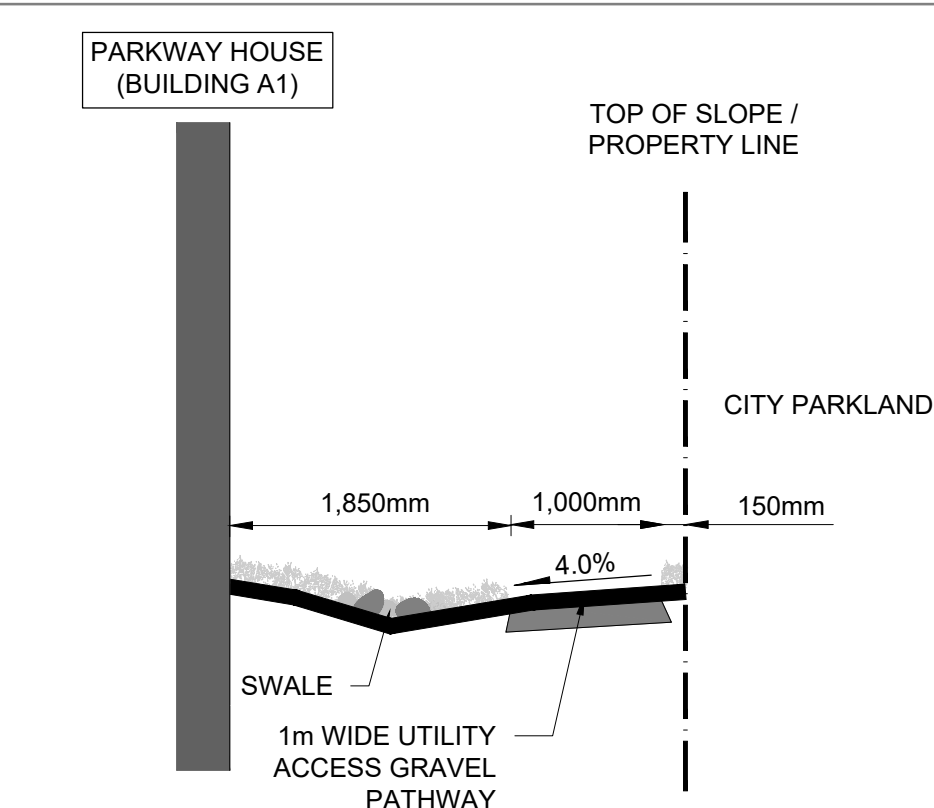 PARKWAY HOUSE
(BUILDING A1)
TOP OF SLOPE /
PROPERTY LINE
CITY PARKLAND
1,850mm
1,000mm
150mm
4.0%
SWALE
1m WIDE UTILITY
ACCESS GRAVEL
PATHWAY